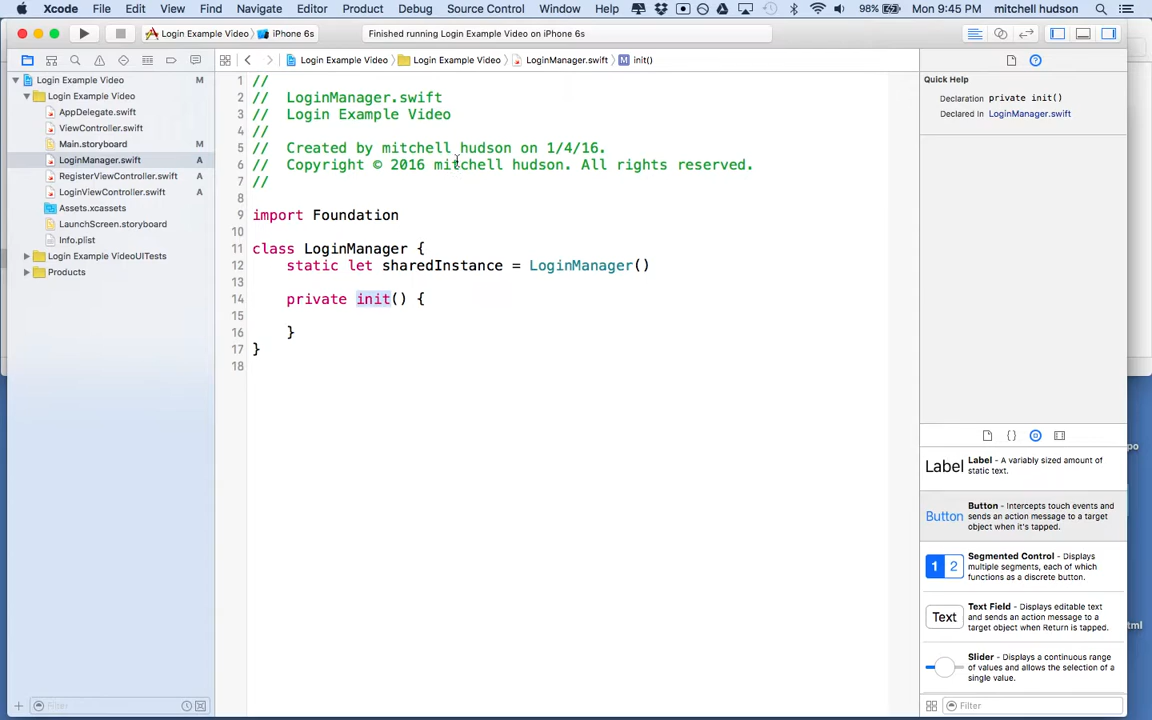 Xcode File Edit View Find Navigate Editor Product Debug Source Control Window Help 98% Mon 9:45 PM mitchell hudson
Login Example Video iPhone 6s Finished running Login Example Video on iPhone 6s
Login Example Video Login Example Video LoginManager.swift M init()
Login Example Video M
Login Example Video
AppDelegate.swift
ViewController.swift
Main.storyboard M
LoginManager.swift A
RegisterViewController.swift A
LoginViewController.swift A
Assets.xcassets
LaunchScreen.storyboard
Info.plist
Login Example VideoUITests
Products
Filter
1 //
2 // LoginManager.swift
3 // Login Example Video
4 //
5 // Created by mitchell hudson on 1/4/16.
6 // Copyright © 2016 mitchell hudson. All rights reserved.
7 //
8
9 import Foundation
10
11 class LoginManager {
12 static let sharedInstance = LoginManager()
13
14 private init() {
15
16 }
17 }
18
Quick Help
Declaration private init()
Declared In LoginManager.swift
Label Label - A variably sized amount of
static text.
Button Button - Intercepts touch events and
sends an action message to a target
object when it's tapped.
1 2 Segmented Control - Displays
multiple segments, each of which
functions as a discrete button.
Text Text Field - Displays editable text
and sends an action message to a
target object when Return is tapped.
Slider - Displays a continuous range
of values and allows the selection of a
single value.
Filter